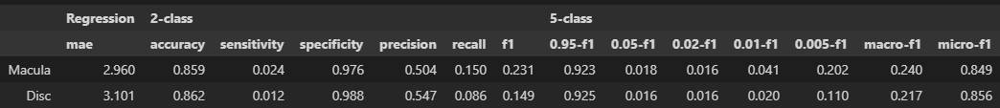 Regression 2-class 5-class
mae accuracy sensitivity specificity precision recall f1 0.95-f1 0.05-f1 0.02-f1 0.01-f1 0.005-f1 macro-f1 micro-f1
Macula 2.960 0.859 0.024 0.976 0.504 0.150 0.231 0.923 0.018 0.016 0.041 0.202 0.240 0.849
Disc 3.101 0.862 0.012 0.988 0.547 0.086 0.149 0.925 0.016 0.016 0.020 0.110 0.217 0.856